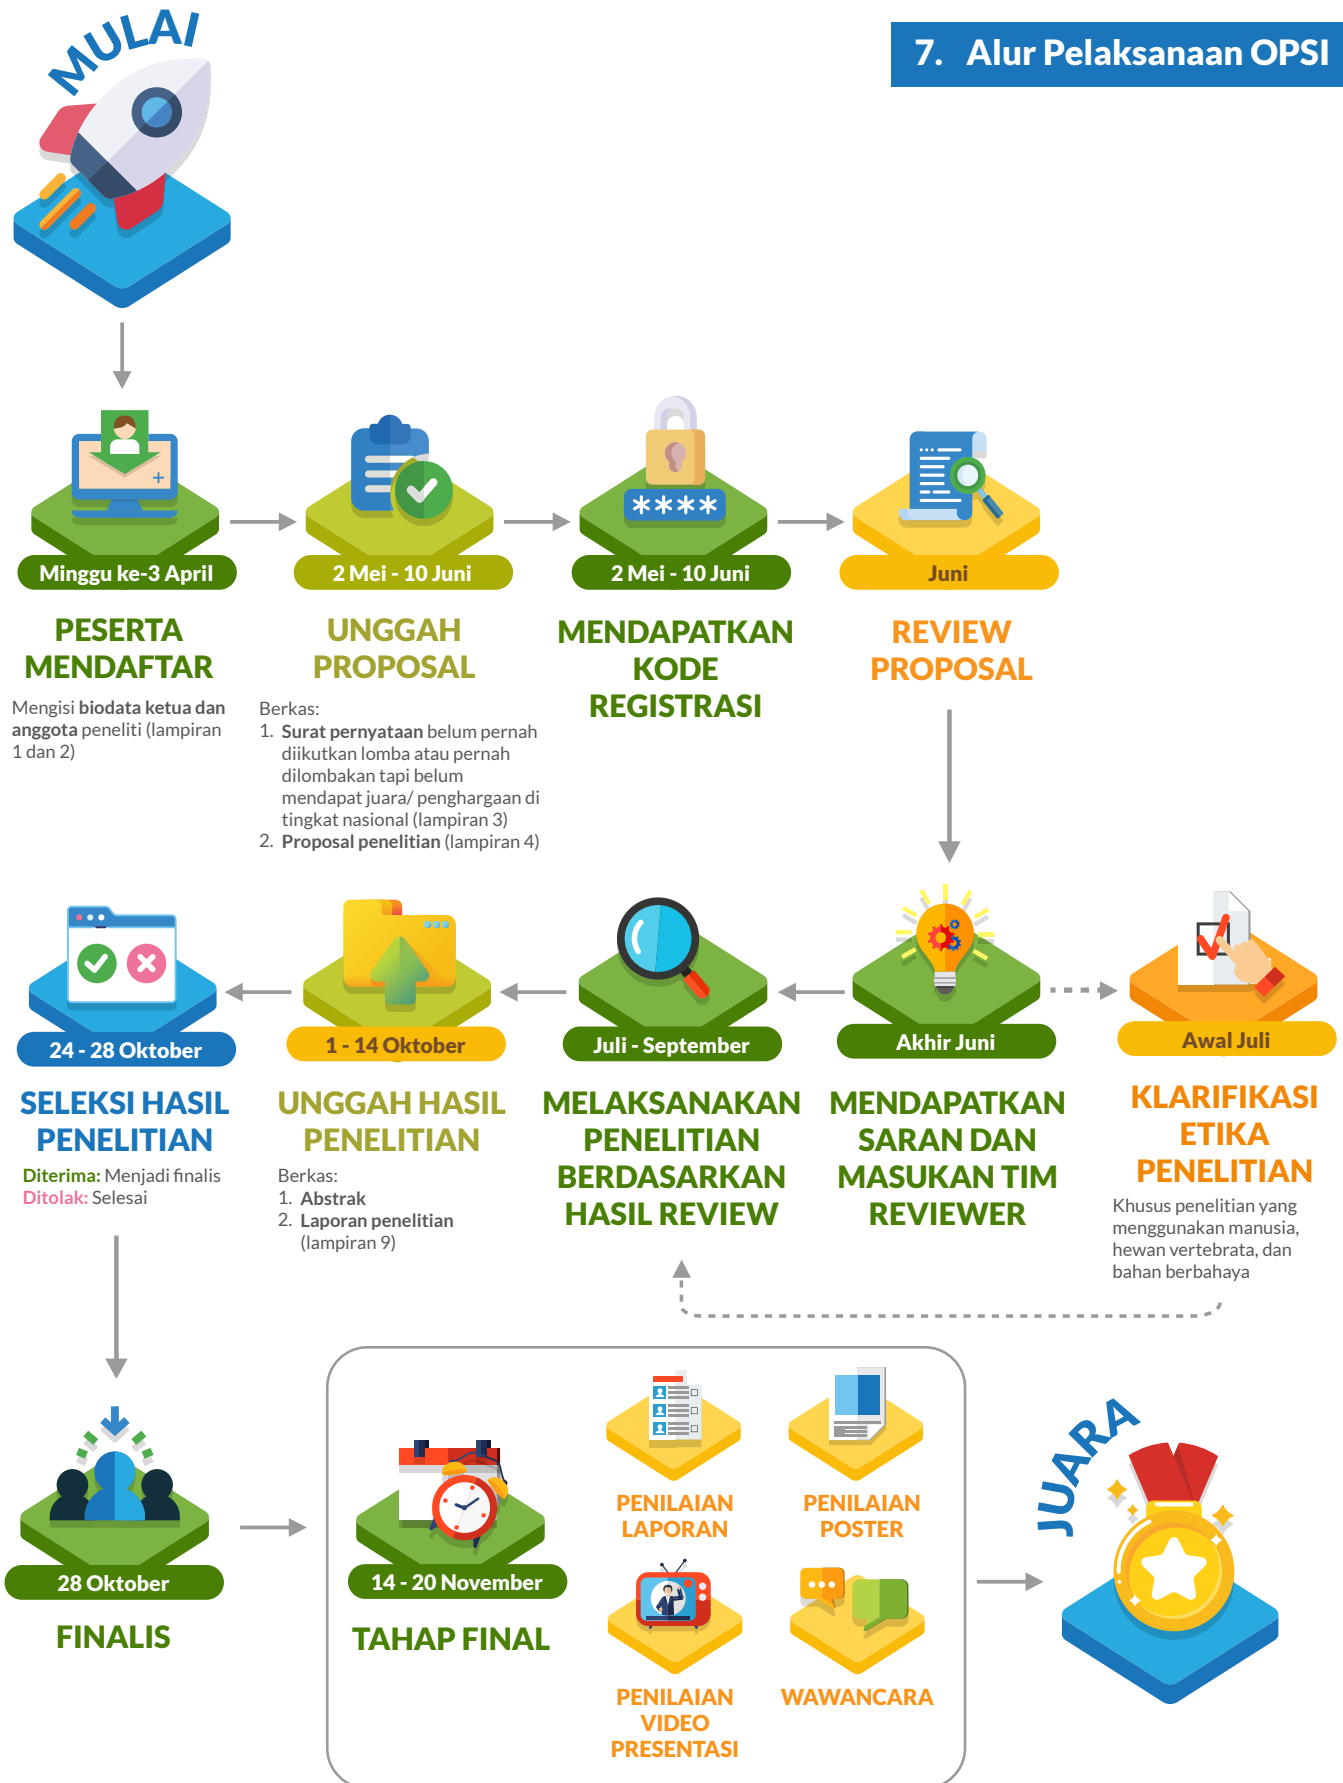 MULAI
7. Alur Pelaksanaan OPSI
Minggu ke-3 April
PESERTA
MENDAFTAR
Mengisi biodata ketua dan
anggota peneliti (lampiran
1 dan 2)
2 Mei - 10 Juni
UNGGAH
PROPOSAL
Berkas:
1. Surat pernyataan belum pernah
diikutkan lomba atau pernah
dilombakan tapi belum
mendapat juara/ penghargaan di
tingkat nasional (lampiran 3)
2. Proposal penelitian (lampiran 4)
****
2 Mei - 10 Juni
MENDAPATKAN
KODE
REGISTRASI
Juni
REVIEW
PROPOSAL
Akhir Juni
MENDAPATKAN
SARAN DAN
MASUKAN TIM
REVIEWER
Awal Juli
KLARIFIKASI
ETIKA
PENELITIAN
Khusus penelitian yang
menggunakan manusia,
hewan vertebrata, dan
bahan berbahaya
Juli - September
MELAKSANAKAN
PENELITIAN
BERDASARKAN
HASIL REVIEW
1 - 14 Oktober
UNGGAH HASIL
PENELITIAN
Berkas:
1. Abstrak
2. Laporan penelitian
(lampiran 9)
24 - 28 Oktober
SELEKSI HASIL
PENELITIAN
Diterima: Menjadi finalis
Ditolak: Selesai
28 Oktober
FINALIS
14 - 20 November
TAHAP FINAL
PENILAIAN
LAPORAN
PENILAIAN
POSTER
PENILAIAN
VIDEO
PRESENTASI
WAWANCARA
JUARA